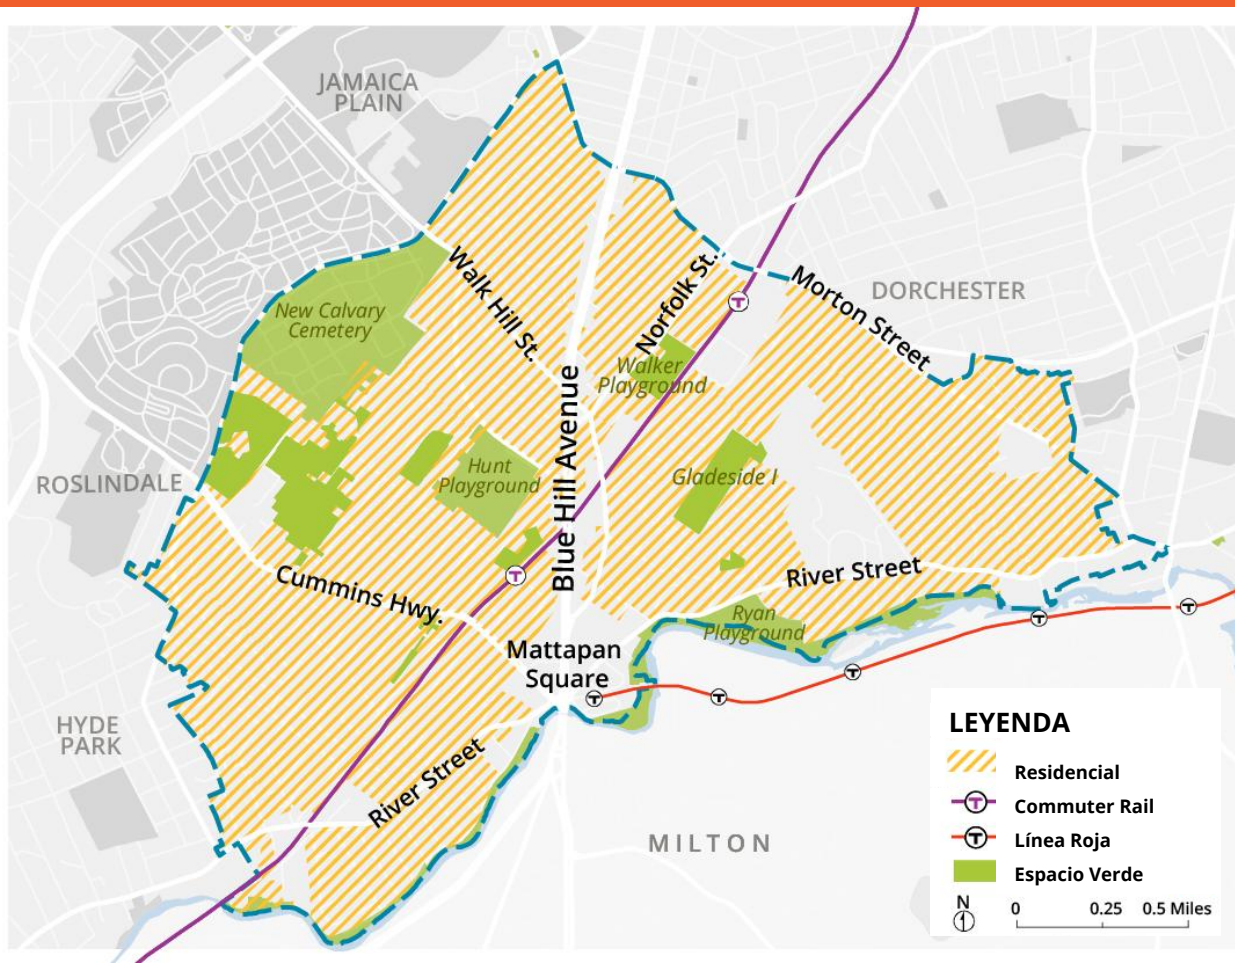 JAMAICA
PLAIN
Walk Hill St.
Norfolk St.
Morton Street
DORCHESTER
New Calvary
Cemetery
Walker
Playground
Blue Hill Avenue
ROSLINDALE
Hunt
Playground
Gladeside I
T
T
Cummins Hwy.
River Street
Ryan
Playground
Mattapan
Square
T
T
T
T
T
HYDE
PARK
River Street
MILTON
LEYENDA
Residencial
T Commuter Rail
T Línea Roja
Espacio Verde
N
0 0.25 0.5 Miles